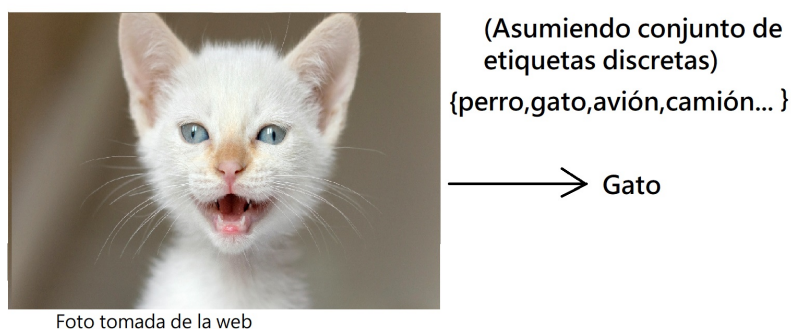 (Asumiendo conjunto de
etiquetas discretas)
{perro,gato,avión,camión... }
Gato
Foto tomada de la web